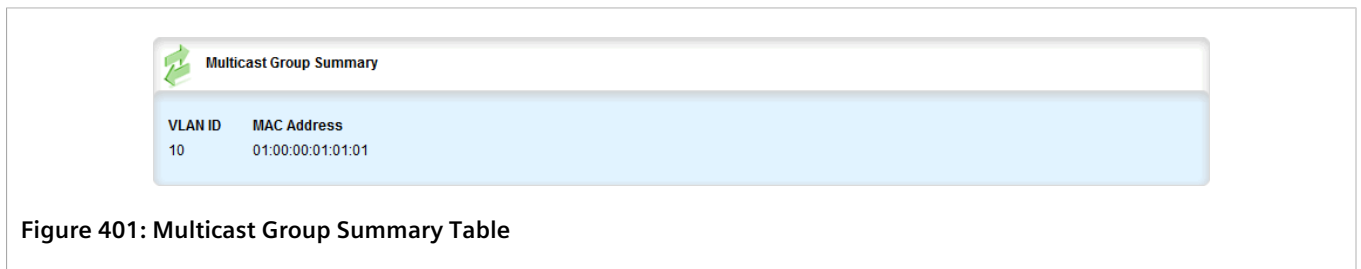 Multicast Group Summary
VLAN ID MAC Address
10 01:00:00:01:01:01
Figure 401: Multicast Group Summary Table